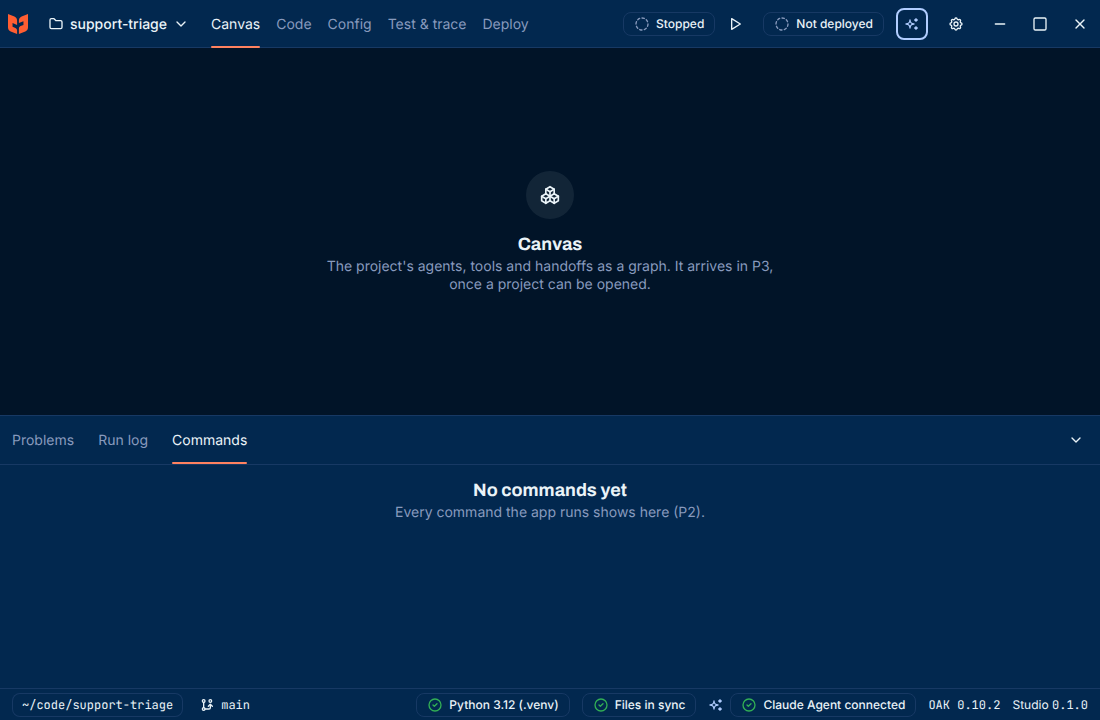 support-triage
Canvas
Code
Config
Test & trace
Deploy
Stopped
Not deployed
Canvas
The project's agents, tools and handoffs as a graph. It arrives in P3,
once a project can be opened.
Problems
Run log
Commands
No commands yet
Every command the app runs shows here (P2).
~/code/support-triage
main
Python 3.12 (.venv)
Files in sync
Claude Agent connected
OAK 0.10.2
Studio 0.1.0